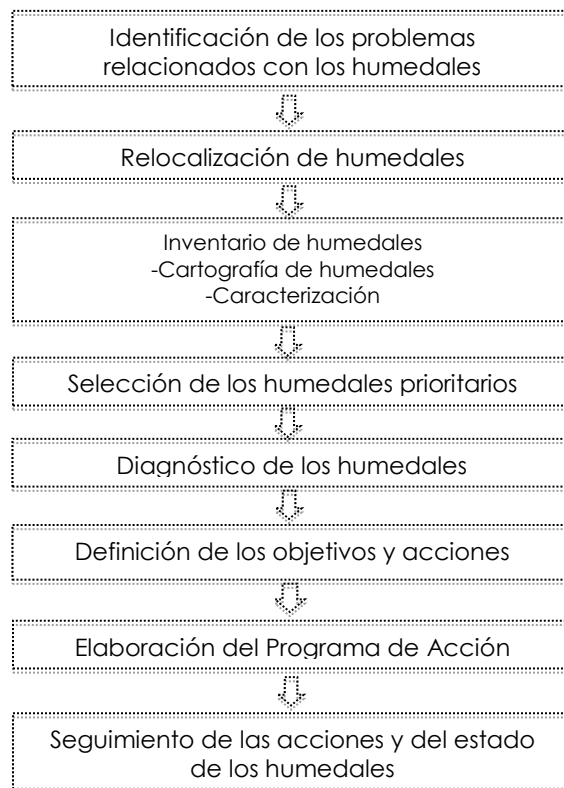 Identificación de los problemas
relacionados con los humedales
Relocalización de humedales
Inventario de humedales
-Cartografía de humedales
-Caracterización
Selección de los humedales prioritarios
Diagnóstico de los humedales
Definición de los objetivos y acciones
Elaboración del Programa de Acción
Seguimiento de las acciones y del estado
de los humedales